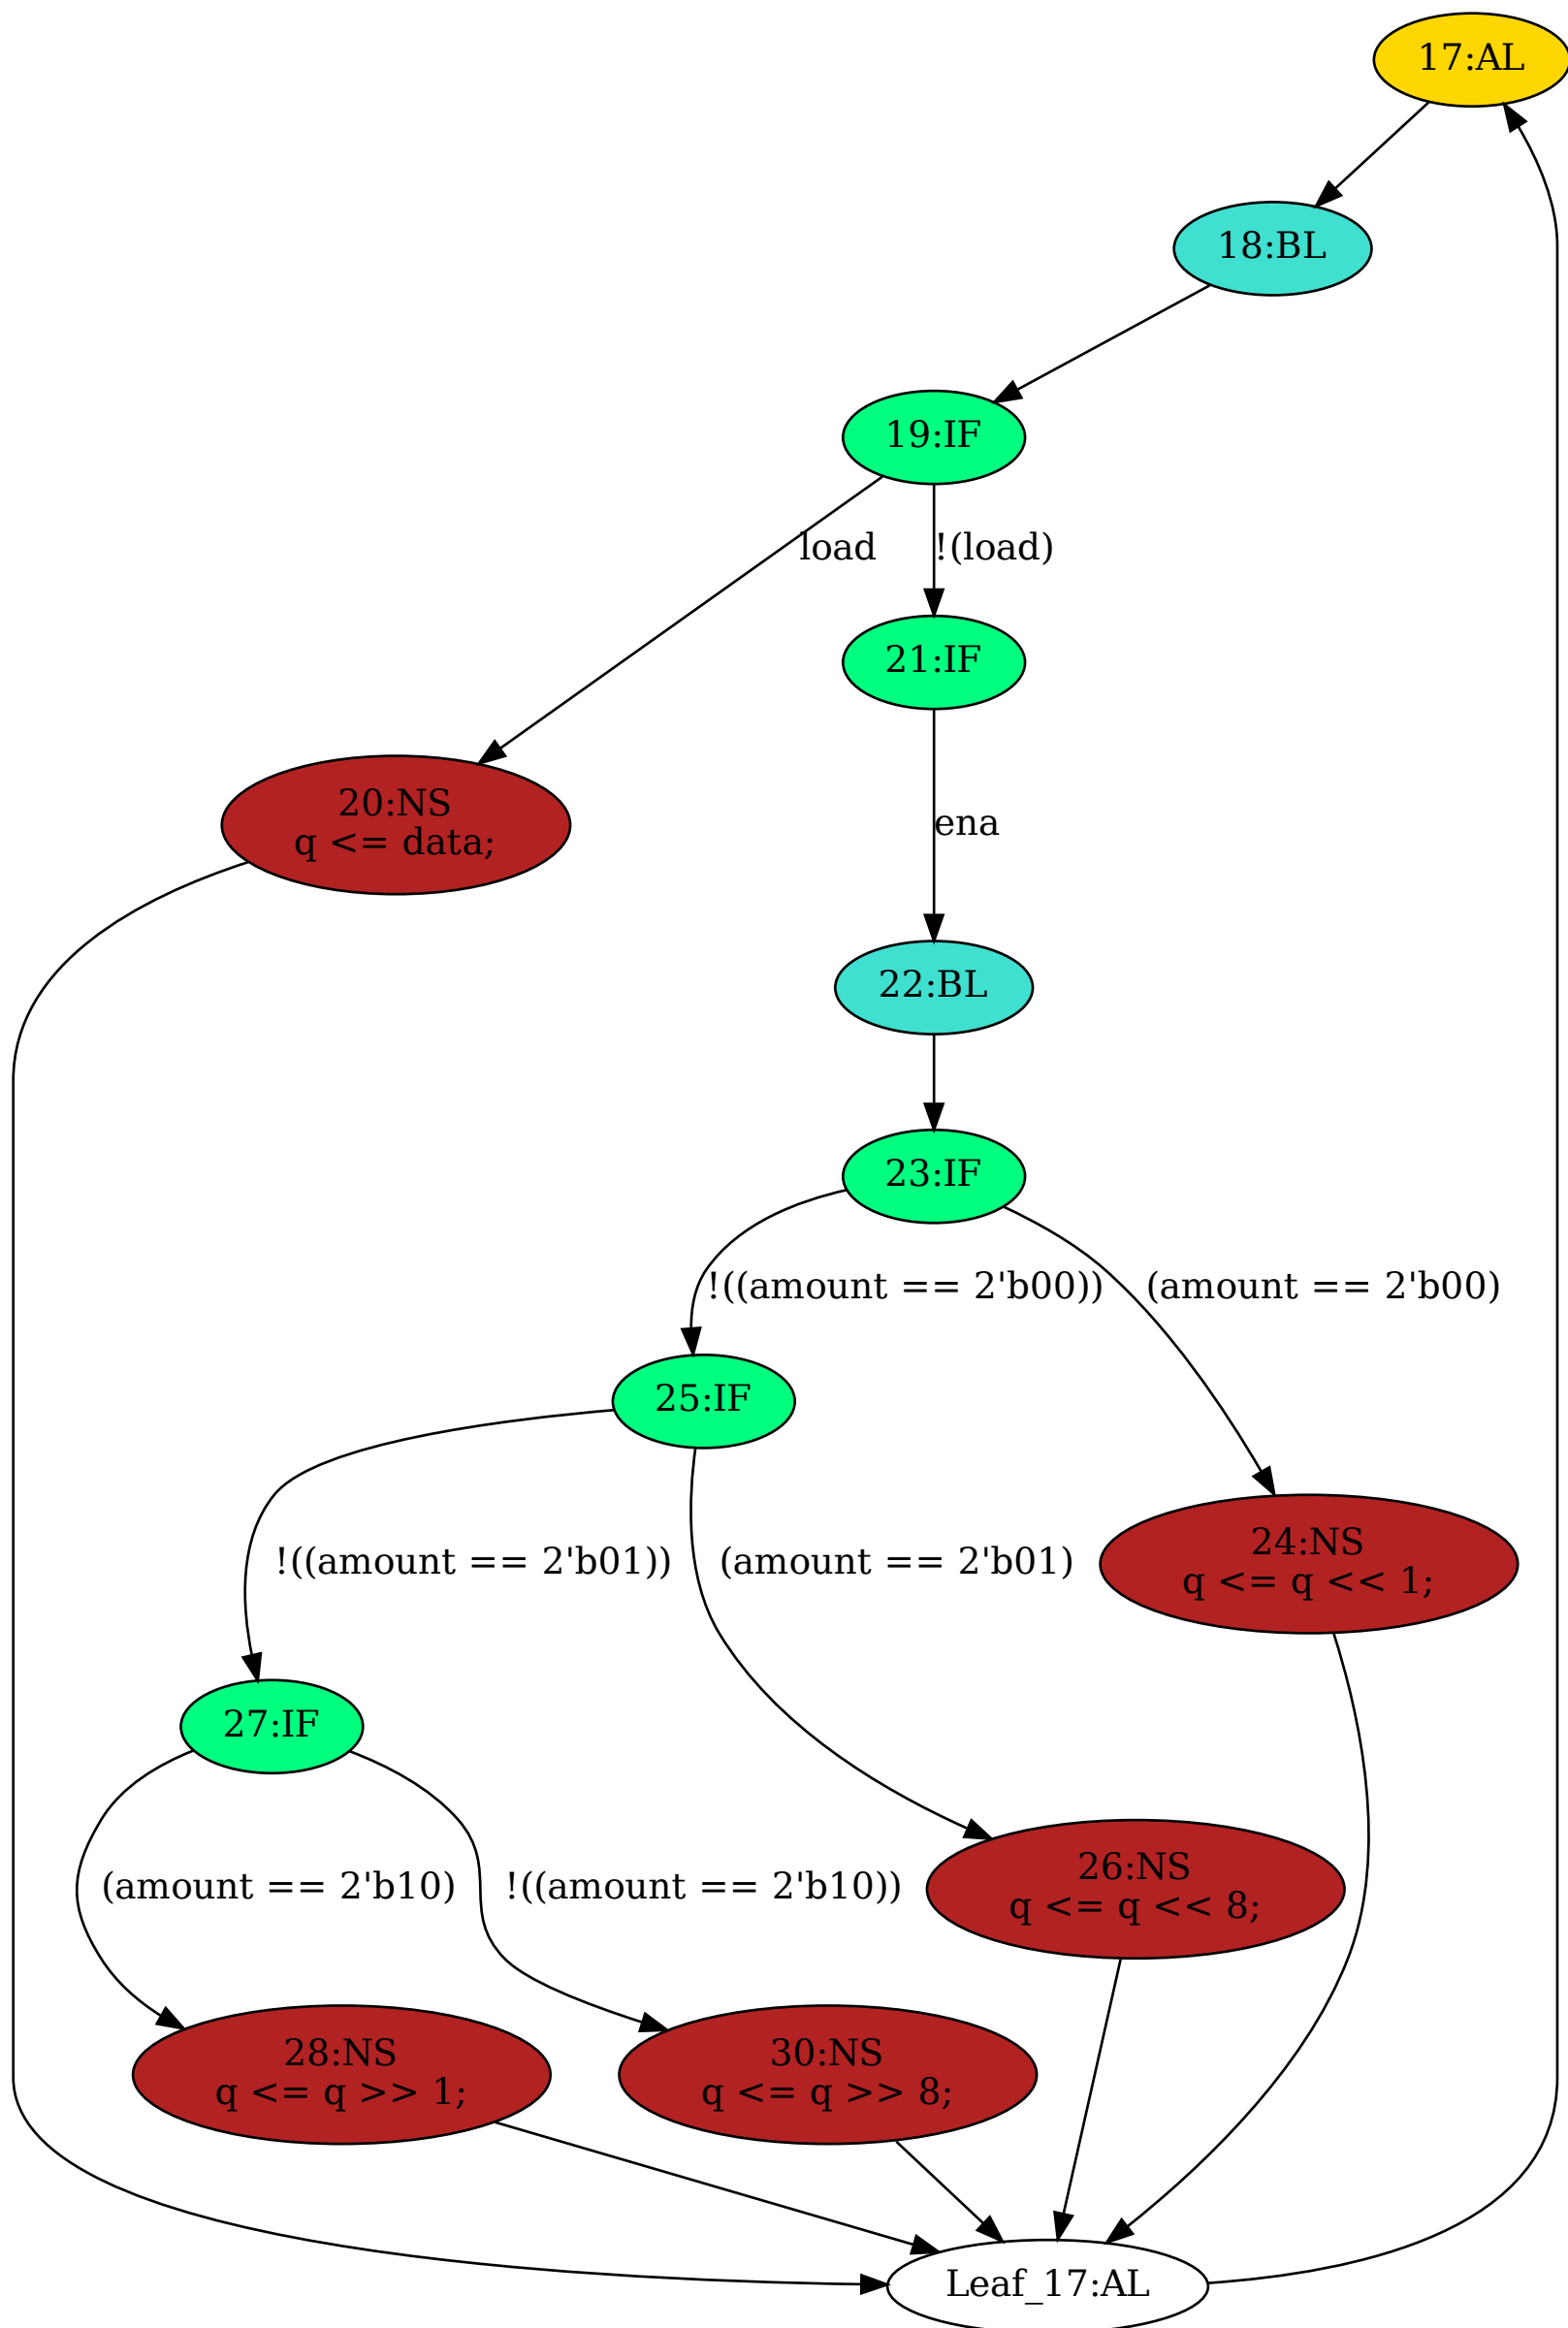 17:AL
18:BL
19:IF
load
!(load)
21:IF
20:NS
q <= data;
ena
22:BL
23:IF
!((amount == 2'b00))
(amount == 2'b00)
25:IF
24:NS
q <= q << 1;
!((amount == 2'b01))
(amount == 2'b01)
27:IF
26:NS
q <= q << 8;
(amount == 2'b10)
!((amount == 2'b10))
28:NS
q <= q >> 1;
30:NS
q <= q >> 8;
Leaf_17:AL